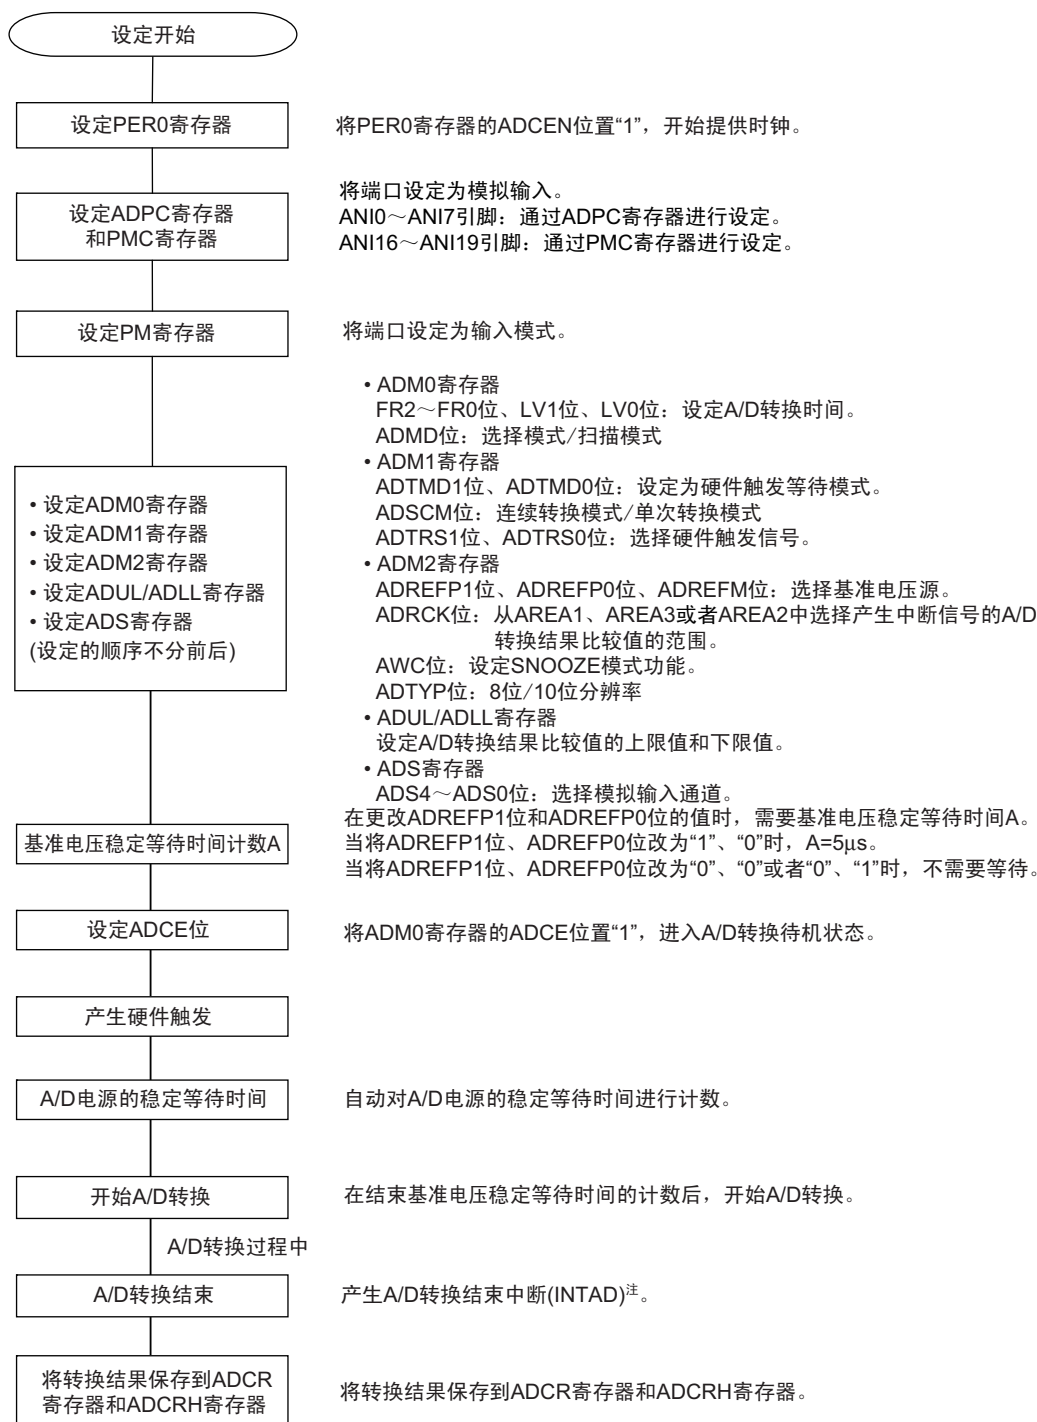 设定开始
设定PER0寄存器
将PER0寄存器的ADCEN位置“1”，开始提供时钟。
设定ADPC寄存器
和PMC寄存器
将端口设定为模拟输入。
ANI0～ANI7引脚：通过ADPC寄存器进行设定。
ANI16～ANI19引脚：通过PMC寄存器进行设定。
设定PM寄存器
将端口设定为输入模式。
• 设定ADM0寄存器
• 设定ADM1寄存器
• 设定ADM2寄存器
• 设定ADUL/ADLL寄存器
• 设定ADS寄存器
(设定的顺序不分前后)
• ADM0寄存器
FR2～FR0位、LV1位、LV0位：设定A/D转换时间。
ADMD位：选择模式/扫描模式
• ADM1寄存器
ADTMD1位、ADTMD0位：设定为硬件触发等待模式。
ADSCM位：连续转换模式/单次转换模式
ADTRS1位、ADTRS0位：选择硬件触发信号。
• ADM2寄存器
ADREFP1位、ADREFP0位、ADREFM位：选择基准电压源。
ADRCK位：从AREA1、AREA3或者AREA2中选择产生中断信号的A/D
转换结果比较值的范围。
AWC位：设定SNOOZE模式功能。
ADTYP位：8位/10位分辨率
• ADUL/ADLL寄存器
设定A/D转换结果比较值的上限值和下限值。
• ADS寄存器
ADS4～ADS0位：选择模拟输入通道。
基准电压稳定等待时间计数A
在更改ADREFP1位和ADREFP0位的值时，需要基准电压稳定等待时间A。
当将ADREFP1位、ADREFP0位改为“1”、“0”时，A=5μs。
当将ADREFP1位、ADREFP0位改为“0”、“0”或者“0”、“1”时，不需要等待。
设定ADCE位
将ADM0寄存器的ADCE位置“1”，进入A/D转换待机状态。
产生硬件触发
A/D电源的稳定等待时间
自动对A/D电源的稳定等待时间进行计数。
开始A/D转换
在结束基准电压稳定等待时间的计数后，开始A/D转换。
A/D转换过程中
A/D转换结束
产生A/D转换结束中断(INTAD)注。
将转换结果保存到ADCR
寄存器和ADCRH寄存器
将转换结果保存到ADCR寄存器和ADCRH寄存器。